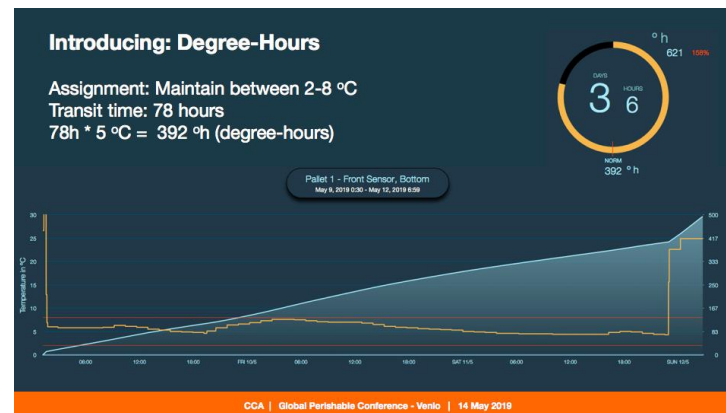 Introducing: Degree-Hours
Assignment: Maintain between 2-8 ºC
Transit time: 78 hours
78h * 5 ºC = 392 ºh (degree-hours)
º h
621 158%
DAYS HOURS
3 6
NORM
392 º h
Pallet 1 - Front Sensor, Bottom
May 9, 2019 0:30 - May 12, 2019 6:59
Temperature in ºC
30
25
20
15
10
5
0
500
417
333
250
167
83
0
06:00 12:00 18:00 FRI 10/5 06:00 12:00 18:00 SAT 11/5 06:00 12:00 18:00 SUN 12/5
CCA | Global Perishable Conference - Venlo | 14 May 2019